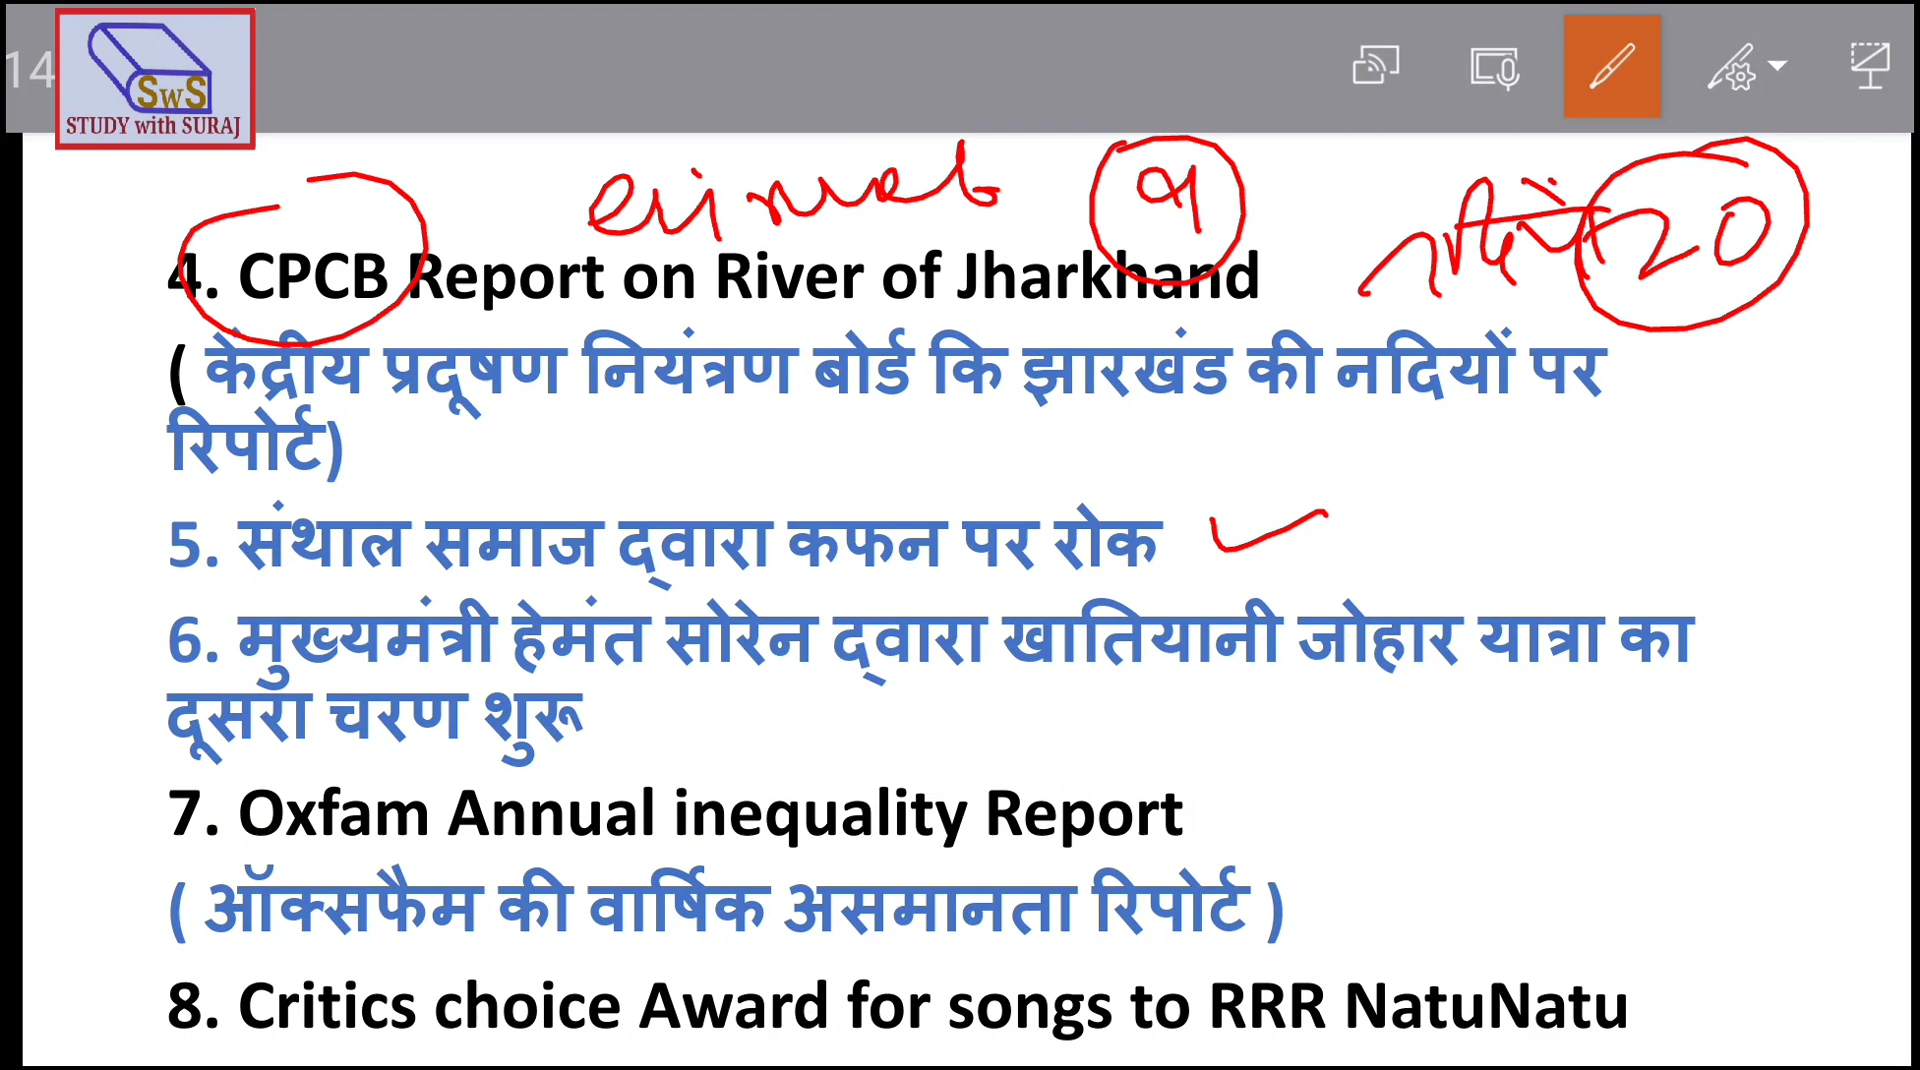 14
SwS
STUDY with SURAJ
20
4. CPCB Report on River of Jharkhand
( केंद्रीय प्रदूषण नियंत्रण बोर्ड कि झारखंड की नदियों पर
रिपोर्ट)
5. संथाल समाज द्वारा कफन पर रोक
6. मुख्यमंत्री हेमंत सोरेन द्वारा खातियानी जोहार यात्रा का
दूसरा चरण शुरू
7. Oxfam Annual inequality Report
( ऑक्सफैम की वार्षिक असमानता रिपोर्ट )
8. Critics choice Award for songs to RRR NatuNatu